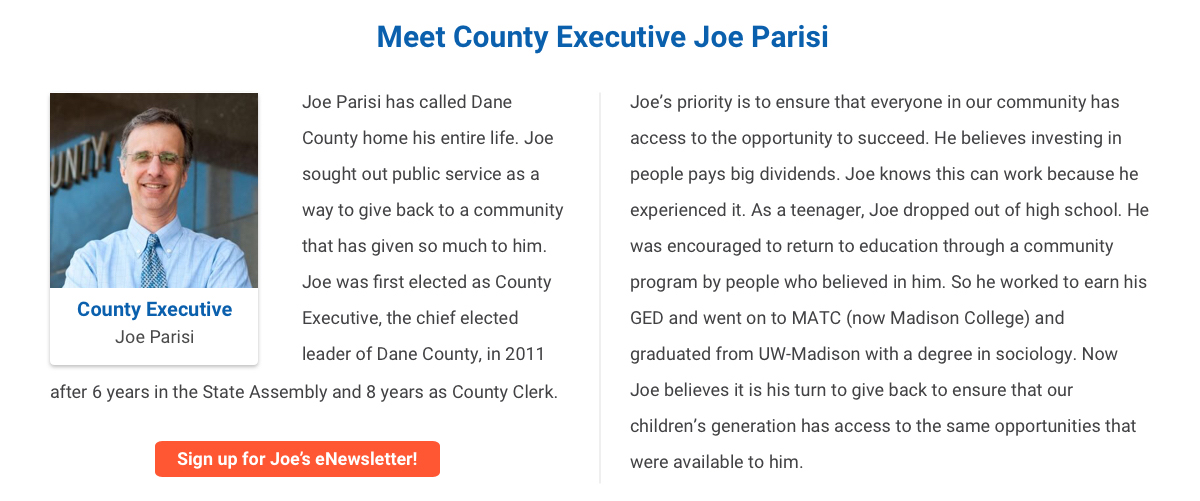 Meet County Executive Joe Parisi
UNTY
County Executive
Joe Parisi
Joe Parisi has called Dane
County home his entire life. Joe
sought out public service as a
way to give back to a community
that has given so much to him.
Joe was first elected as County
Executive, the chief elected
leader of Dane County, in 2011
after 6 years in the State Assembly and 8 years as County Clerk.
Sign up for Joe’s eNewsletter!
Joe’s priority is to ensure that everyone in our community has
access to the opportunity to succeed. He believes investing in
people pays big dividends. Joe knows this can work because he
experienced it. As a teenager, Joe dropped out of high school. He
was encouraged to return to education through a community
program by people who believed in him. So he worked to earn his
GED and went on to MATC (now Madison College) and
graduated from UW-Madison with a degree in sociology. Now
Joe believes it is his turn to give back to ensure that our
children’s generation has access to the same opportunities that
were available to him.